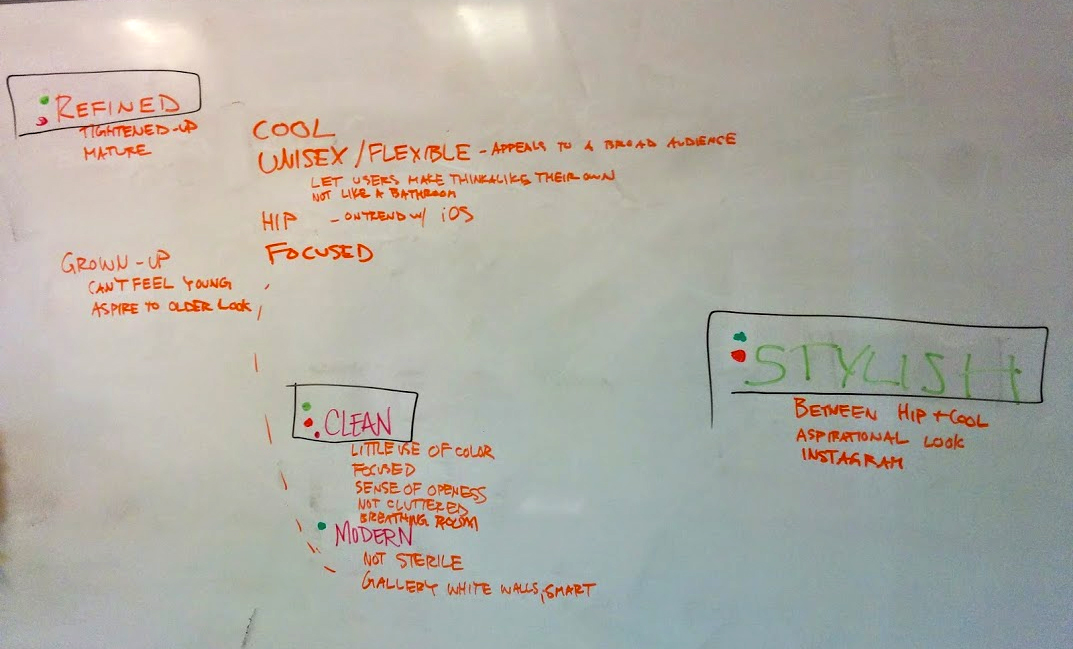 REFINED
TIGHTENED-UP
MATURE
COOL
UNISEX/FLEXIBLE - APPEALS TO A BROAD AUDIENCE
LET USERS MAKE THINKALIKE THEIR OWN
NOT LIKE A BATHROOM
HIP - ON TREND W/ iOS
FOCUSED
GROWN-UP
CAN'T FEEL YOUNG
ASPIRE TO OLDER LOOK
CLEAN
LITTLE USE OF COLOR
FOCUSED
SENSE OF OPENESS
NOT CLUTTERED
BREATHING ROOM
MODERN
NOT STERILE
GALLERY WHITE WALLS, SMART
STYLISH
BETWEEN HIP + COOL
ASPIRATIONAL LOOK
INSTAGRAM